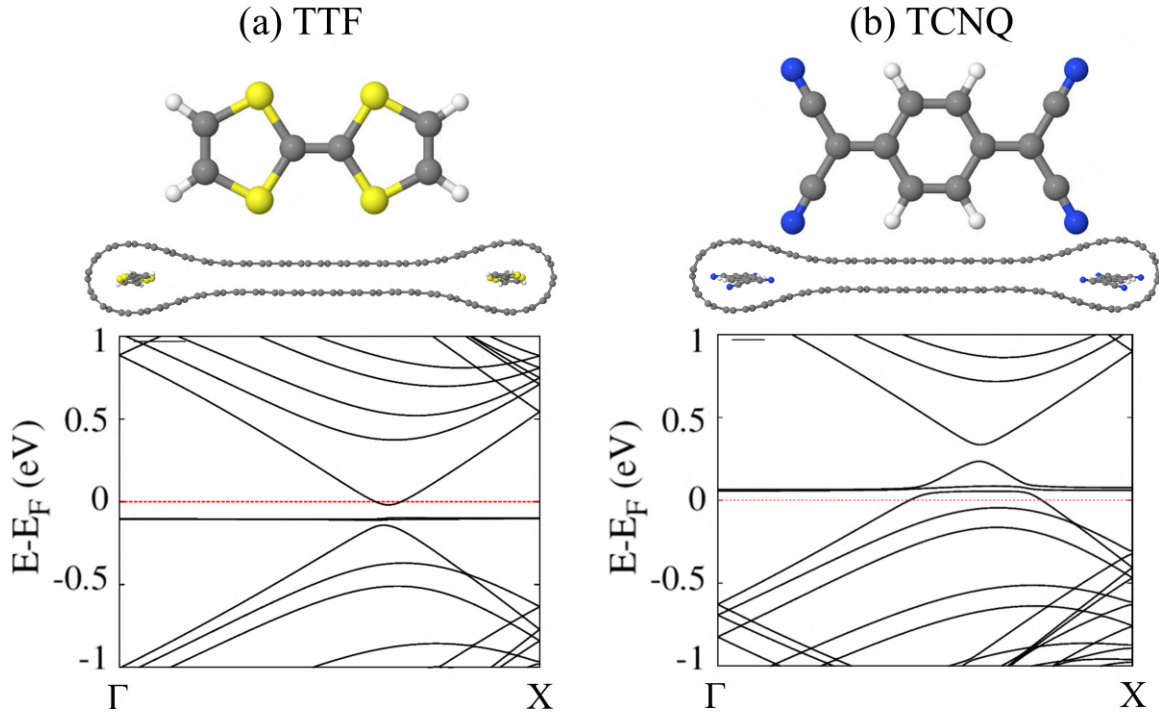 (a) TTF
(b) TCNQ
E-E_F (eV)
1
0.5
0
-0.5
-1
Γ
X
E-E_F (eV)
1
0.5
0
-0.5
-1
Γ
X